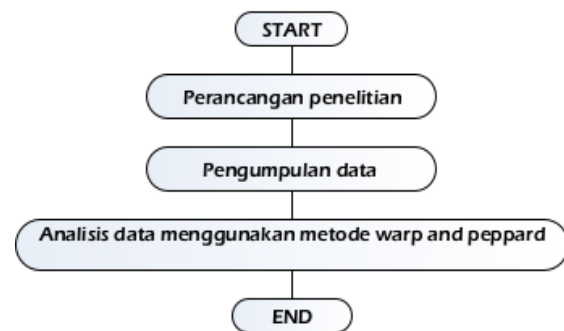 START
Perancangan penelitian
Pengumpulan data
Analisis data menggunakan metode warp and peppard
END